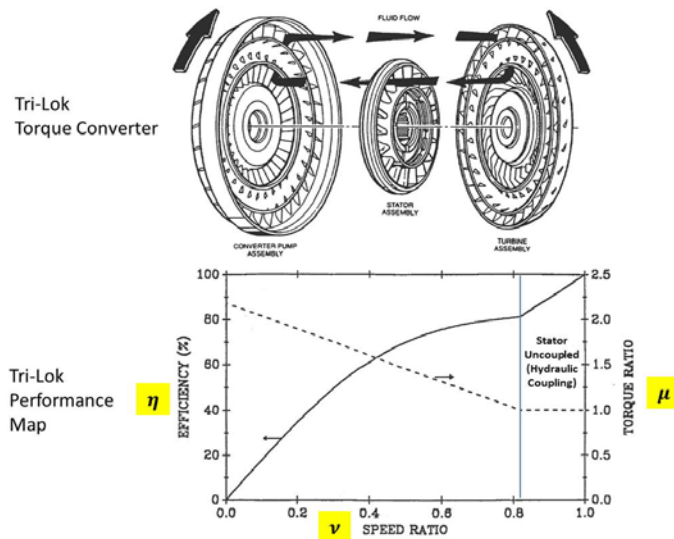 FLUID FLOW
Tri-Lok
Torque Converter
STATOR
ASSEMBLY
CONVERTER PUMP
ASSEMBLY
TURBINE
ASSEMBLY
Tri-Lok
Performance
Map
η
EFFICIENCY (%)
100
80
60
40
20
0
Stator
Uncoupled
(Hydraulic
Coupling)
2.5
2.0
1.5
1.0
0.5
0.0
TORQUE RATIO
μ
0.0 0.2 0.4 0.6 0.8 1.0
ν SPEED RATIO